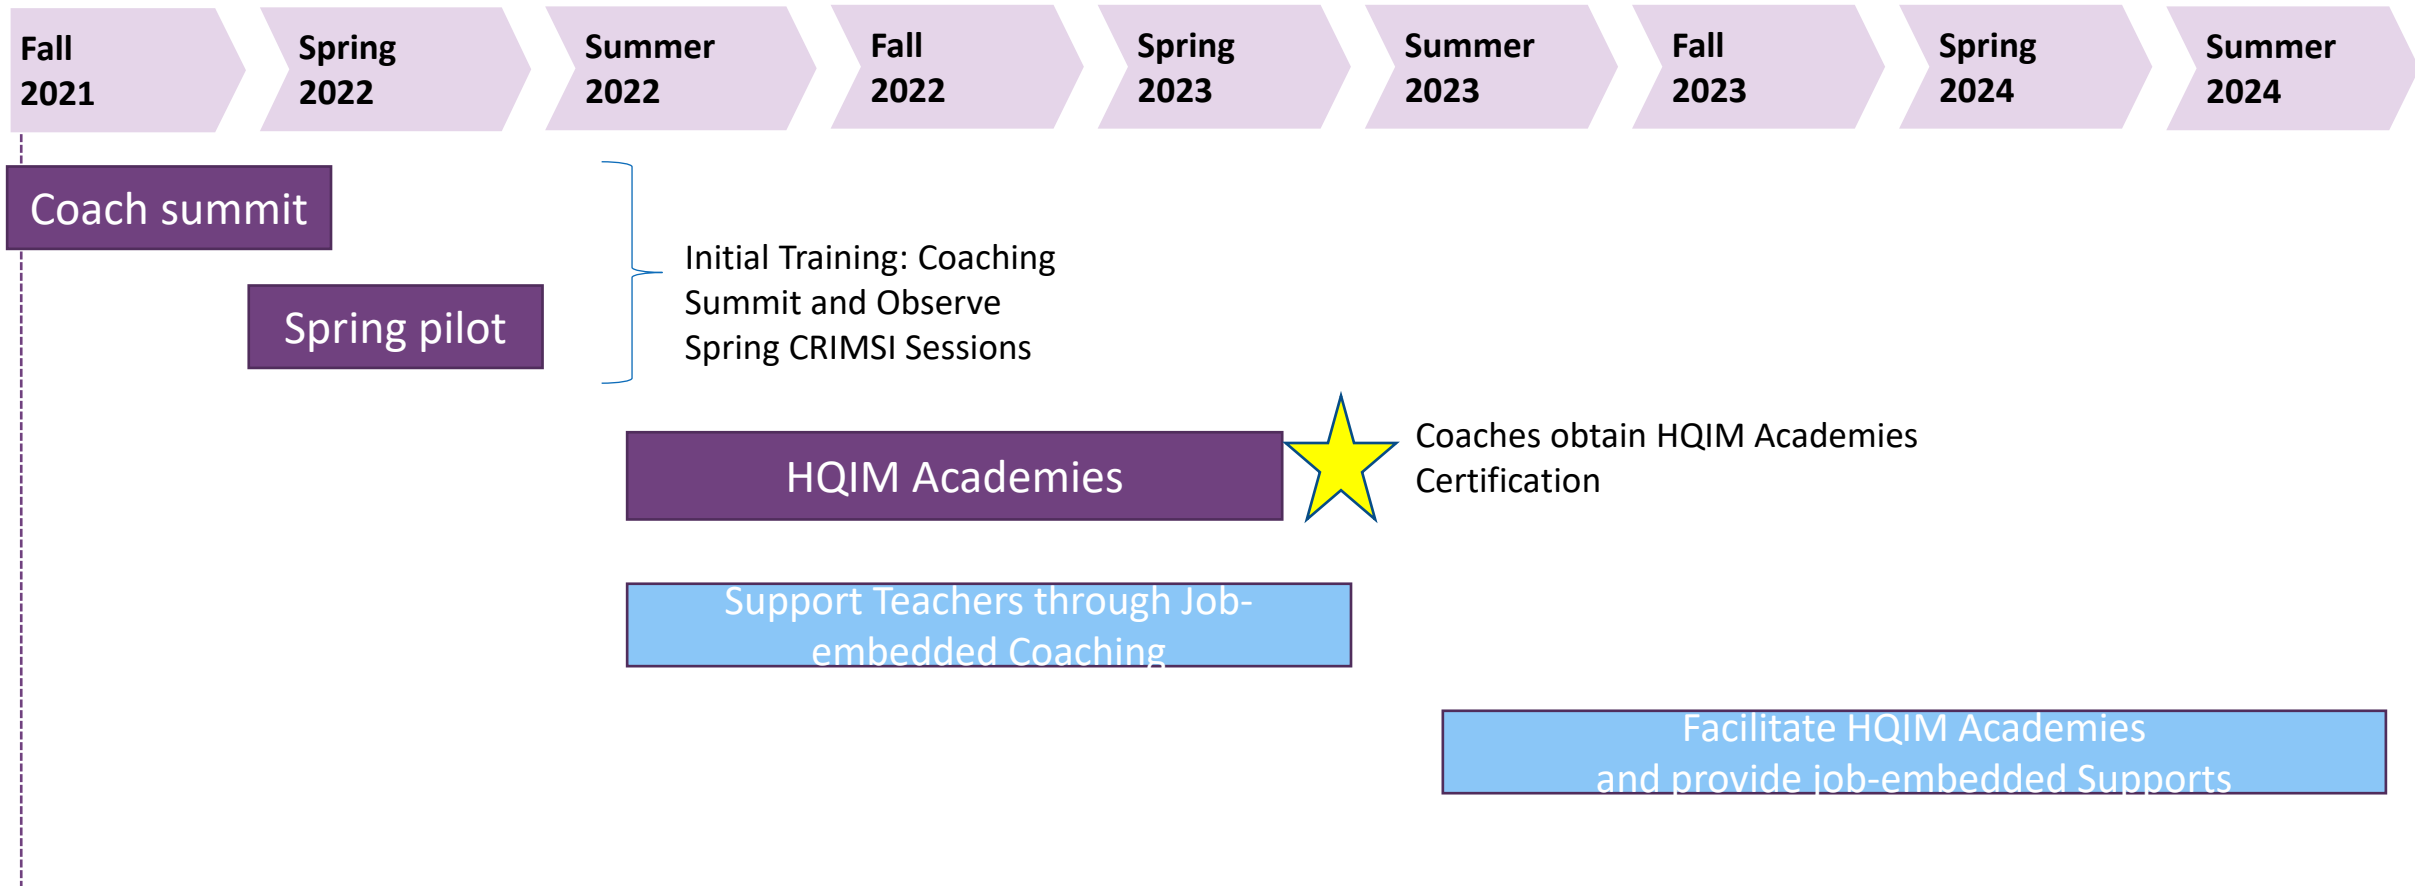 Fall
2021
Spring
2022
Summer
2022
Fall
2022
Spring
2023
Summer
2023
Fall
2023
Spring
2024
Summer
2024
Coach summit
Spring pilot
Initial Training: Coaching
Summit and Observe
Spring CRIMSI Sessions
HQIM Academies
Coaches obtain HQIM Academies
Certification
Support Teachers through Job-
embedded Coaching
Facilitate HQIM Academies
and provide job-embedded Supports